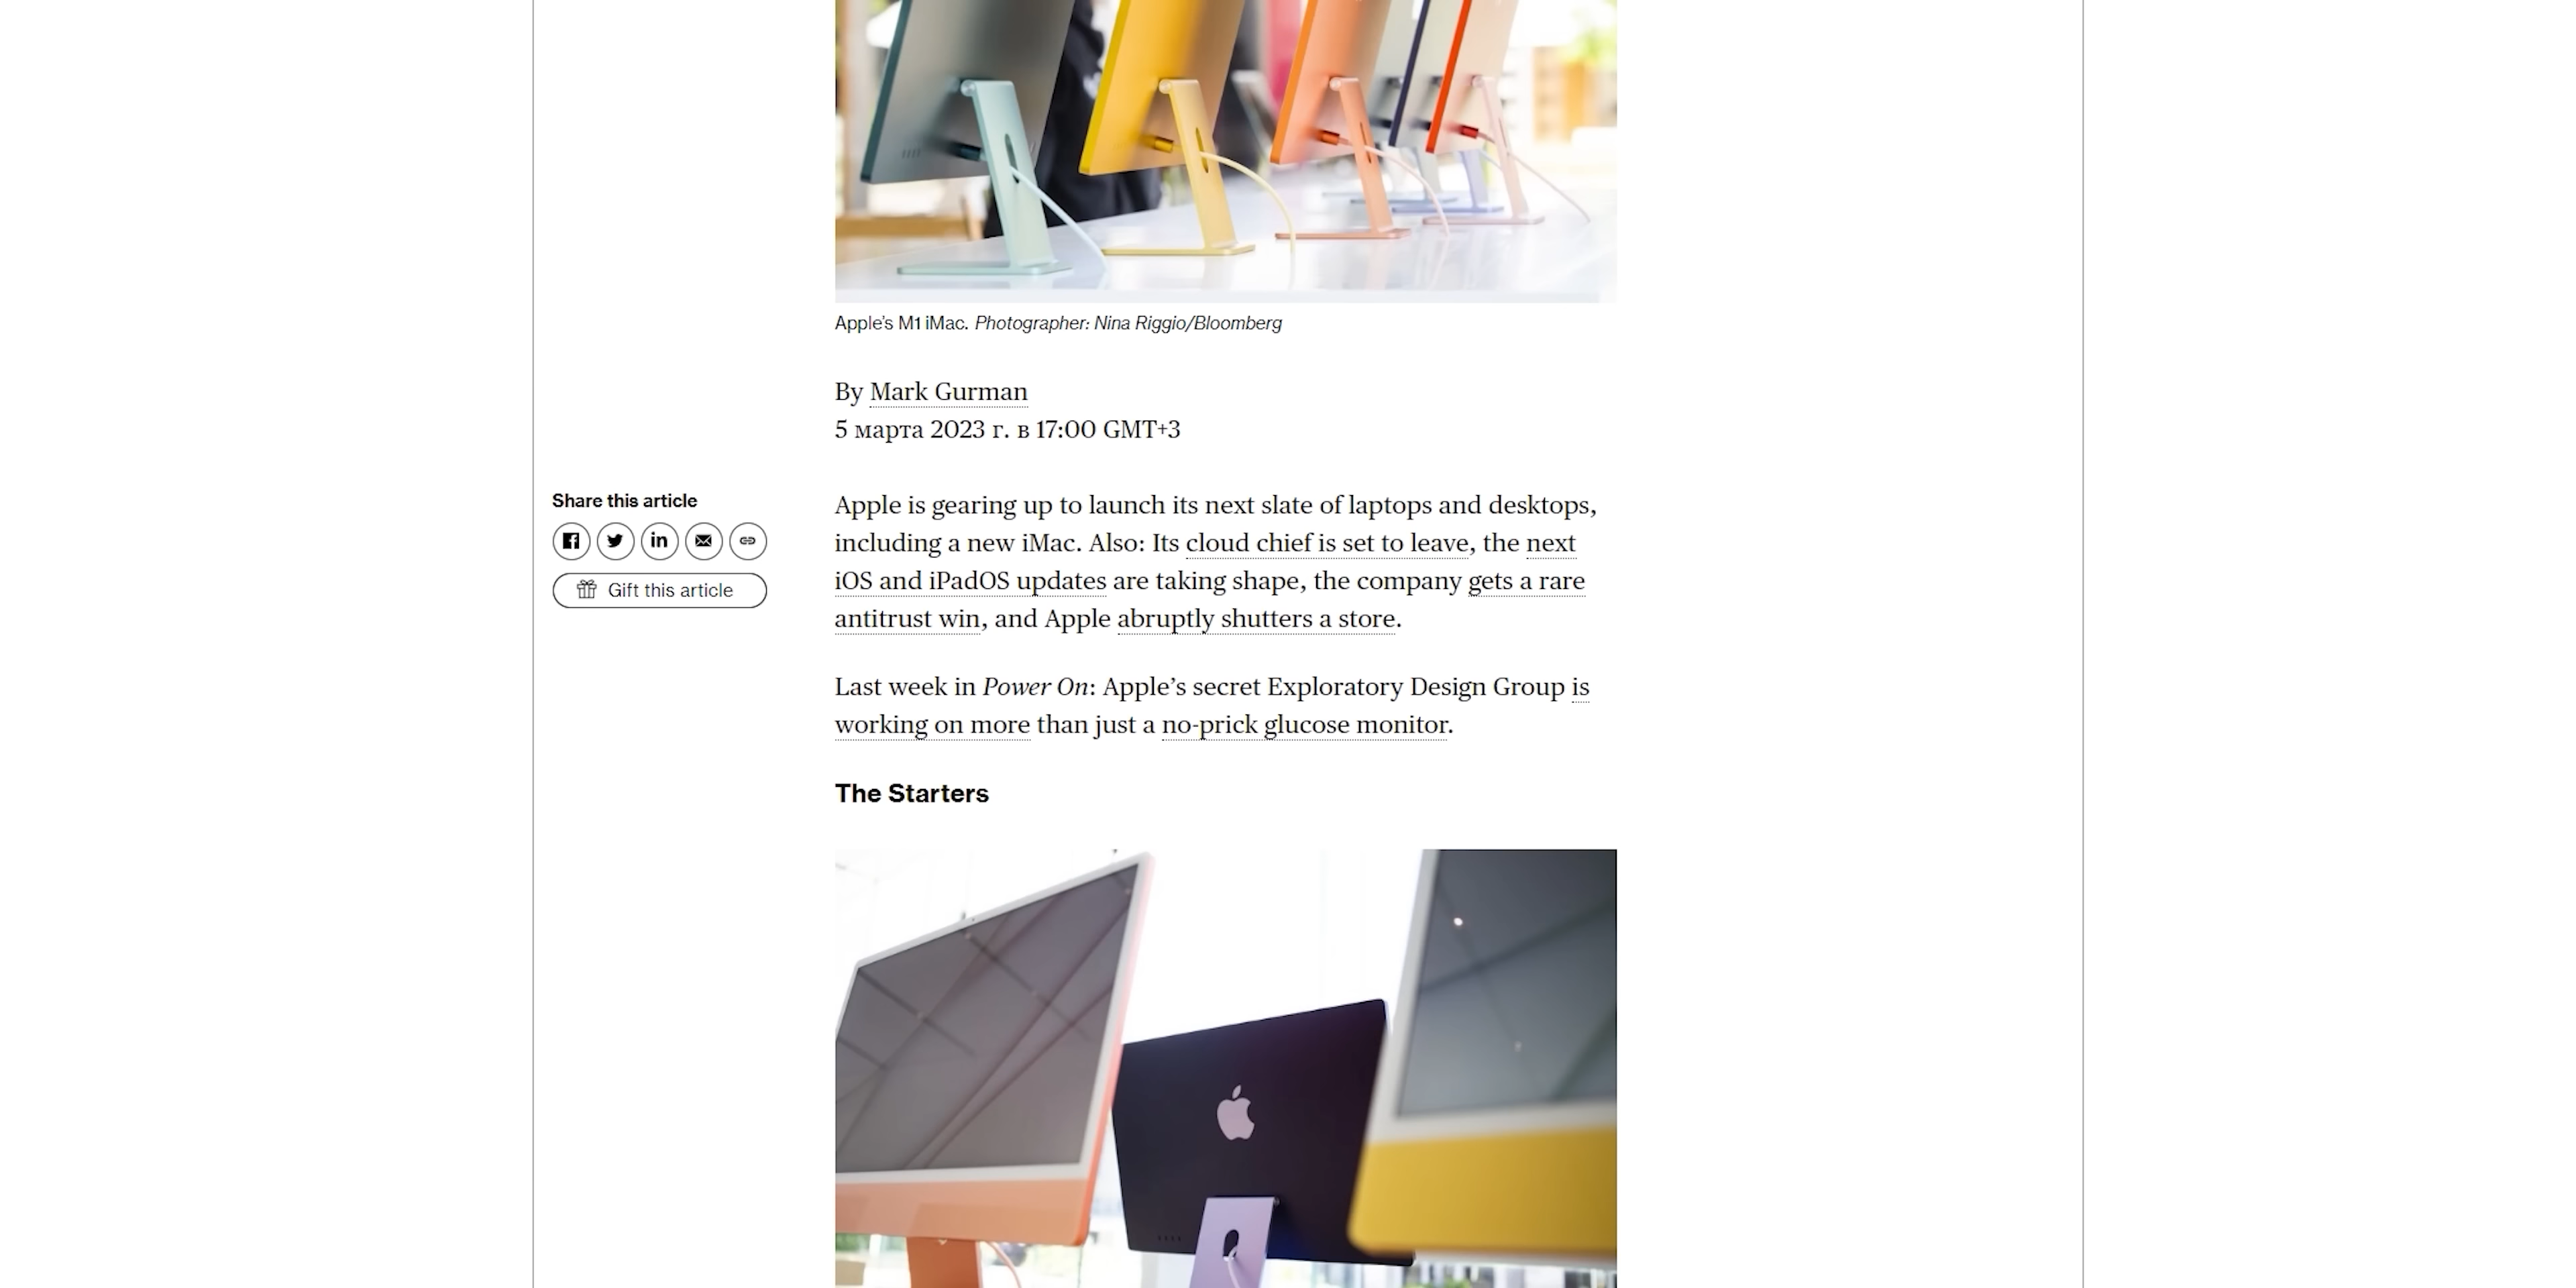 Apple's M1 iMac. Photographer: Nina Riggio/Bloomberg
By Mark Gurman
5 марта 2023 г. в 17:00 GMT+3
Share this article
Gift this article
Apple is gearing up to launch its next slate of laptops and desktops,
including a new iMac. Also: Its cloud chief is set to leave, the next
iOS and iPadOS updates are taking shape, the company gets a rare
antitrust win, and Apple abruptly shutters a store.
Last week in Power On: Apple's secret Exploratory Design Group is
working on more than just a no-prick glucose monitor.
The Starters